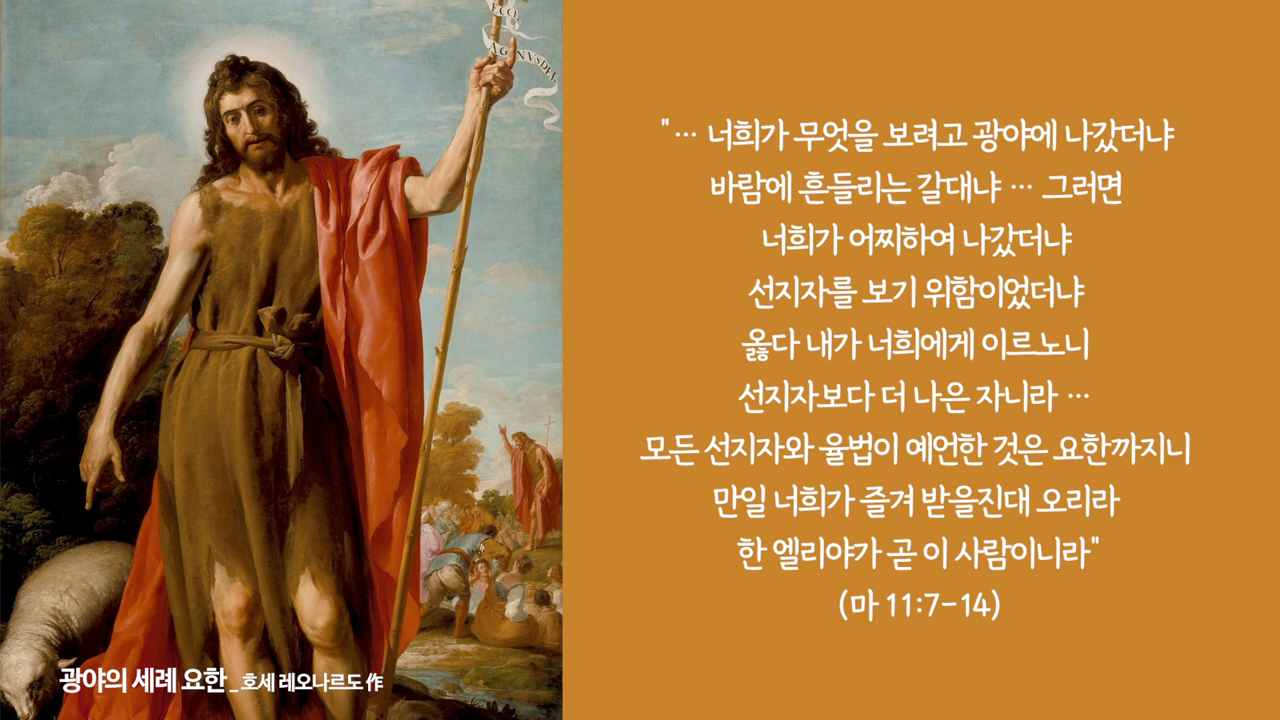 ECCE
AGNVS DEI
"… 너희가 무엇을 보려고 광야에 나갔더냐
바람에 흔들리는 갈대냐 … 그러면
너희가 어찌하여 나갔더냐
선지자를 보기 위함이었더냐
옳다 내가 너희에게 이르노니
선지자보다 더 나은 자니라 …
모든 선지자와 율법이 예언한 것은 요한까지니
만일 너희가 즐겨 받을진대 오리라
한 엘리야가 곧 이 사람이니라"
(마 11:7-14)
광야의 세례 요한 _ 호세 레오나르도 作